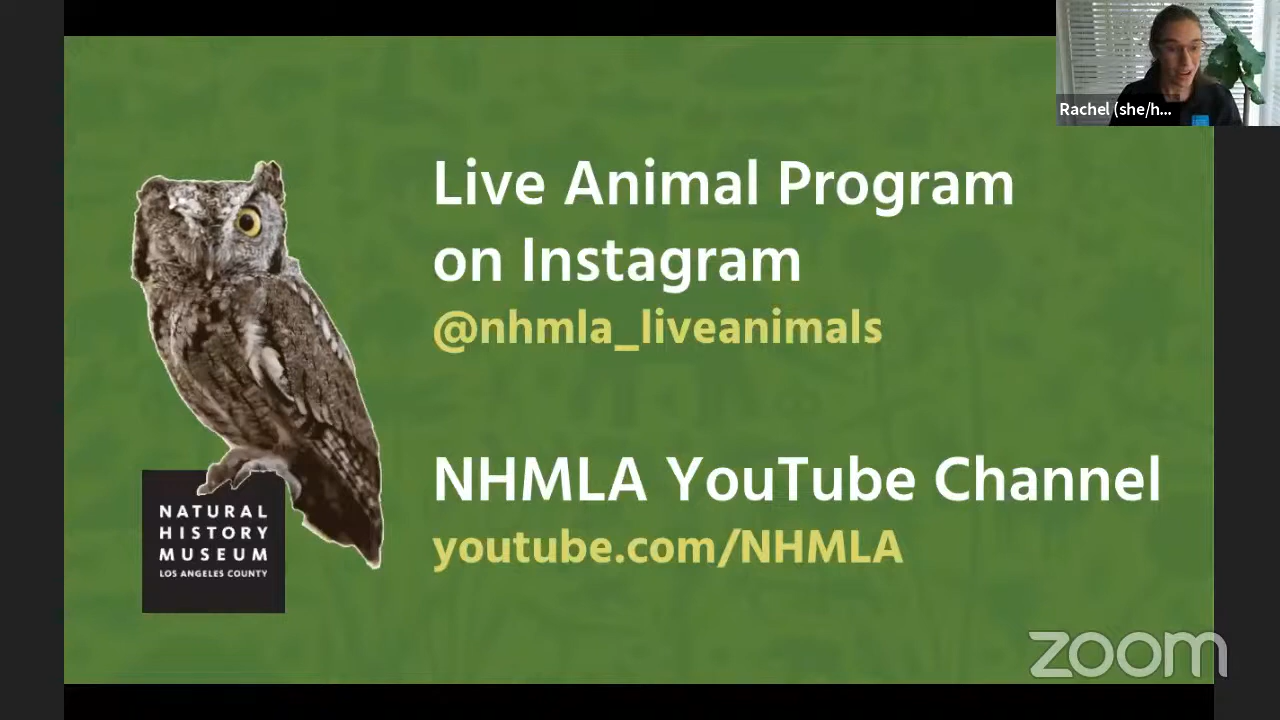 Rachel (she/h...
Live Animal Program
on Instagram
@nhmla_liveanimals
NHMLA YouTube Channel
youtube.com/NHMLA
NATURAL
HISTORY
MUSEUM
LOS ANGELES COUNTY
zoom